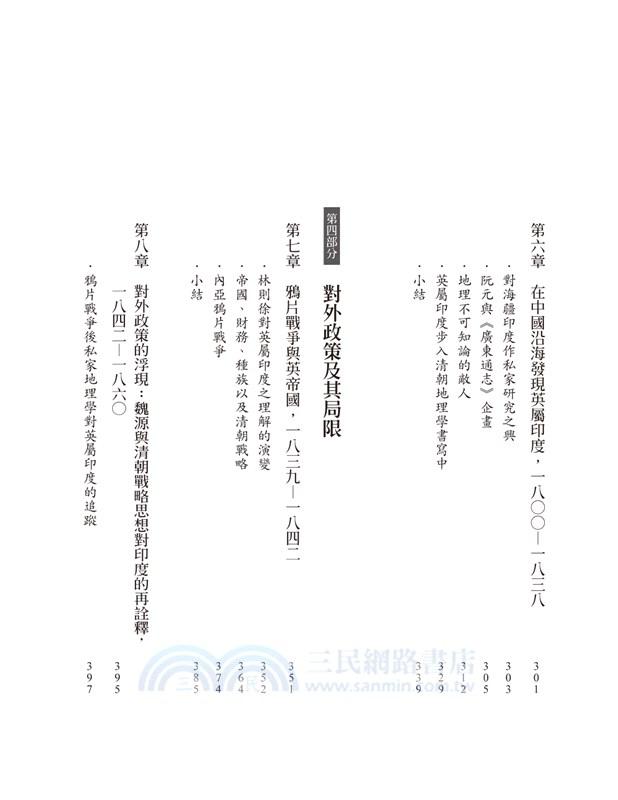 第六章　在中國沿海發現英屬印度，一八〇〇—一八三八　301
．對海疆印度作私家研究之興　303
．阮元與《廣東通志》企畫　305
．地理不可知論的敵人　312
．英屬印度步入清朝地理學書寫中　329
．小結　339
第四部分　對外政策及其局限
第七章　鴉片戰爭與英帝國，一八三九—一八四二　351
．林則徐對英屬印度之理解的演變　352
．帝國、財務、種族以及清朝戰略　364
．內亞鴉片戰爭　374
．小結　385
第八章　對外政策的浮現：魏源與清朝戰略思想對印度的再詮釋，
一八四二—一八六〇　395
．鴉片戰爭後私家地理學對英屬印度的追蹤　397
三民網路書店
www.sanmin.com.tw
三
民